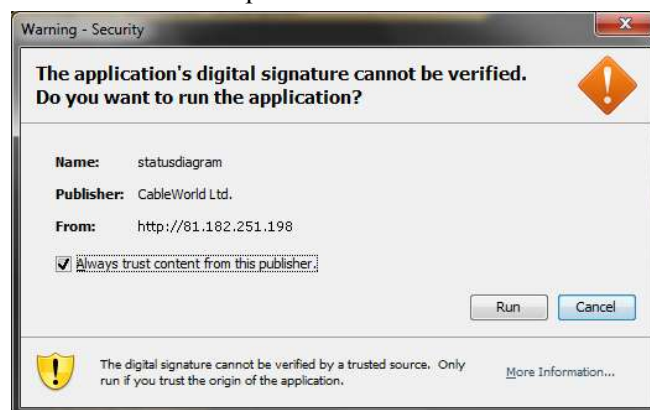 Warning - Security
The application's digital signature cannot be verified.
Do you want to run the application?
Name: statusdiagram
Publisher: CableWorld Ltd.
From: http://81.182.251.198
Always trust content from this publisher.
Run Cancel
The digital signature cannot be verified by a trusted source. Only
run if you trust the origin of the application.
More Information...